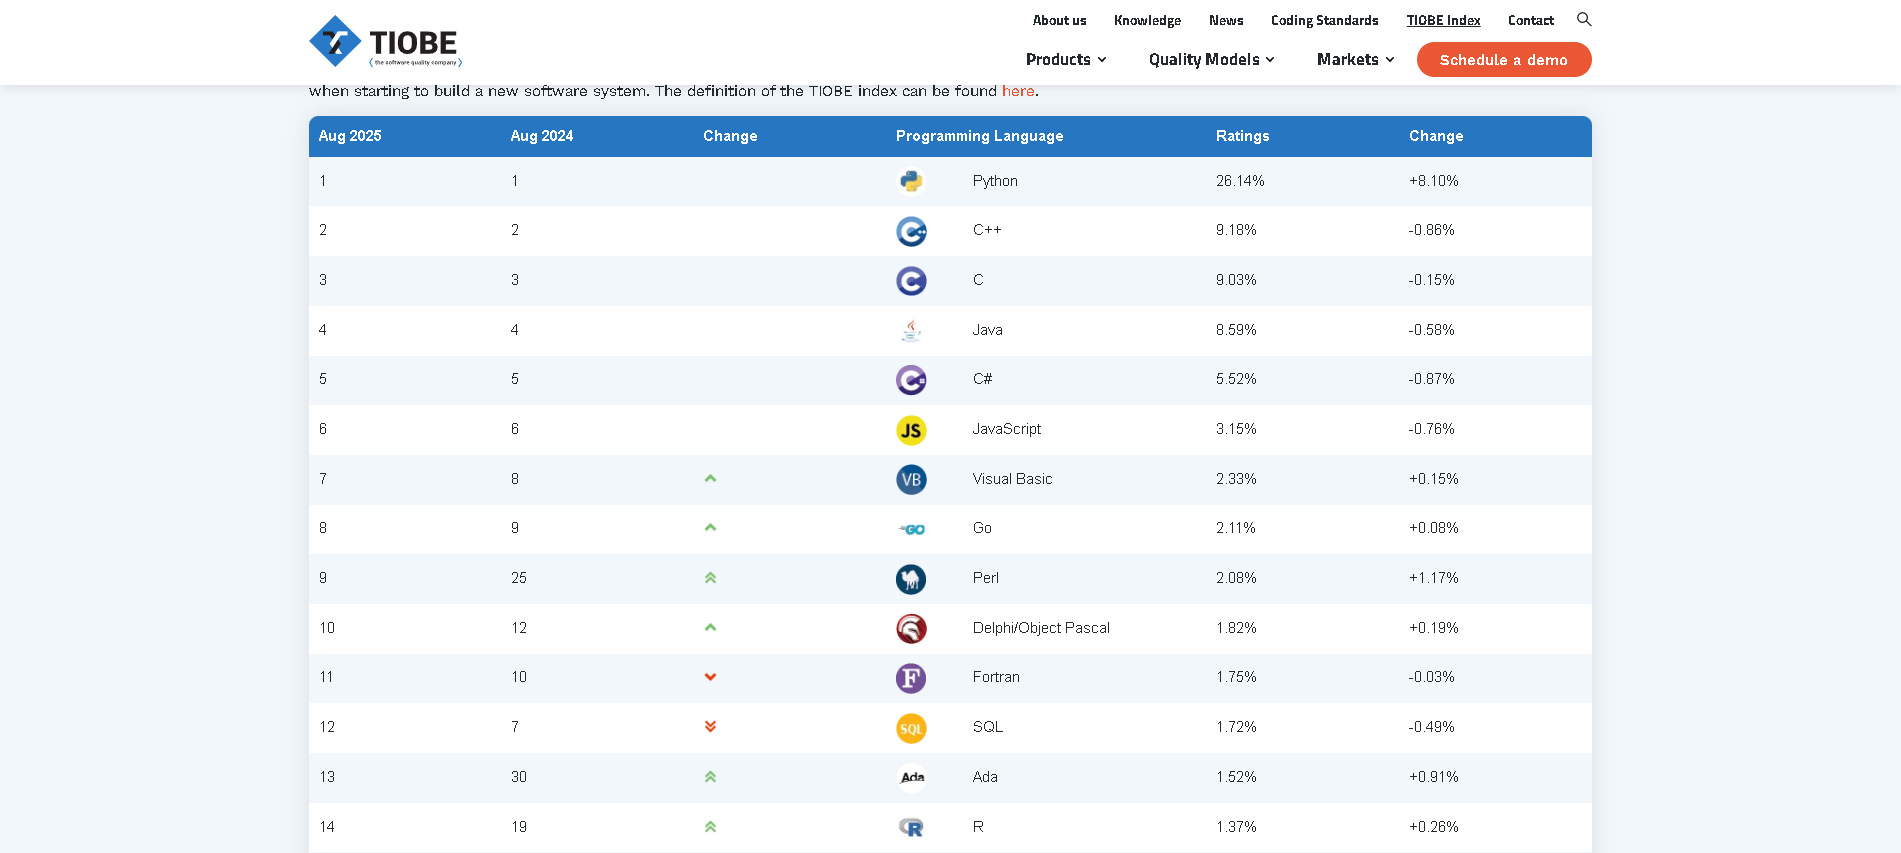 About us Knowledge News Coding Standards TIOBE Index Contact
TIOBE
(the software quality company)
Products Quality Models Markets Schedule a demo
when starting to build a new software system. The definition of the TIOBE index can be found here.
Aug 2025 Aug 2024 Change Programming Language Ratings Change
1 1 Python 26.14% +8.10%
2 2 C++ 9.18% -0.86%
3 3 C 9.03% -0.15%
4 4 Java 8.59% -0.58%
5 5 C# 5.52% -0.87%
6 6 JS JavaScript 3.15% -0.76%
7 8 VB Visual Basic 2.33% +0.15%
8 9 GO Go 2.11% +0.08%
9 25 Perl 2.08% +1.17%
10 12 Delphi/Object Pascal 1.82% +0.19%
11 10 F Fortran 1.75% -0.03%
12 7 SQL SQL 1.72% -0.49%
13 30 Ada Ada 1.52% +0.91%
14 19 R R 1.37% +0.26%